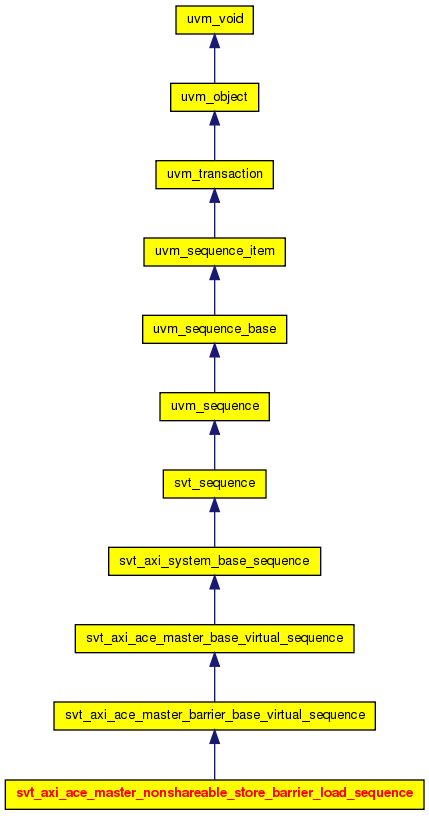 uvm_void
uvm_object
uvm_transaction
uvm_sequence_item
uvm_sequence_base
uvm_sequence
svt_sequence
svt_axi_system_base_sequence
svt_axi_ace_master_base_virtual_sequence
svt_axi_ace_master_barrier_base_virtual_sequence
svt_axi_ace_master_nonshareable_store_barrier_load_sequence